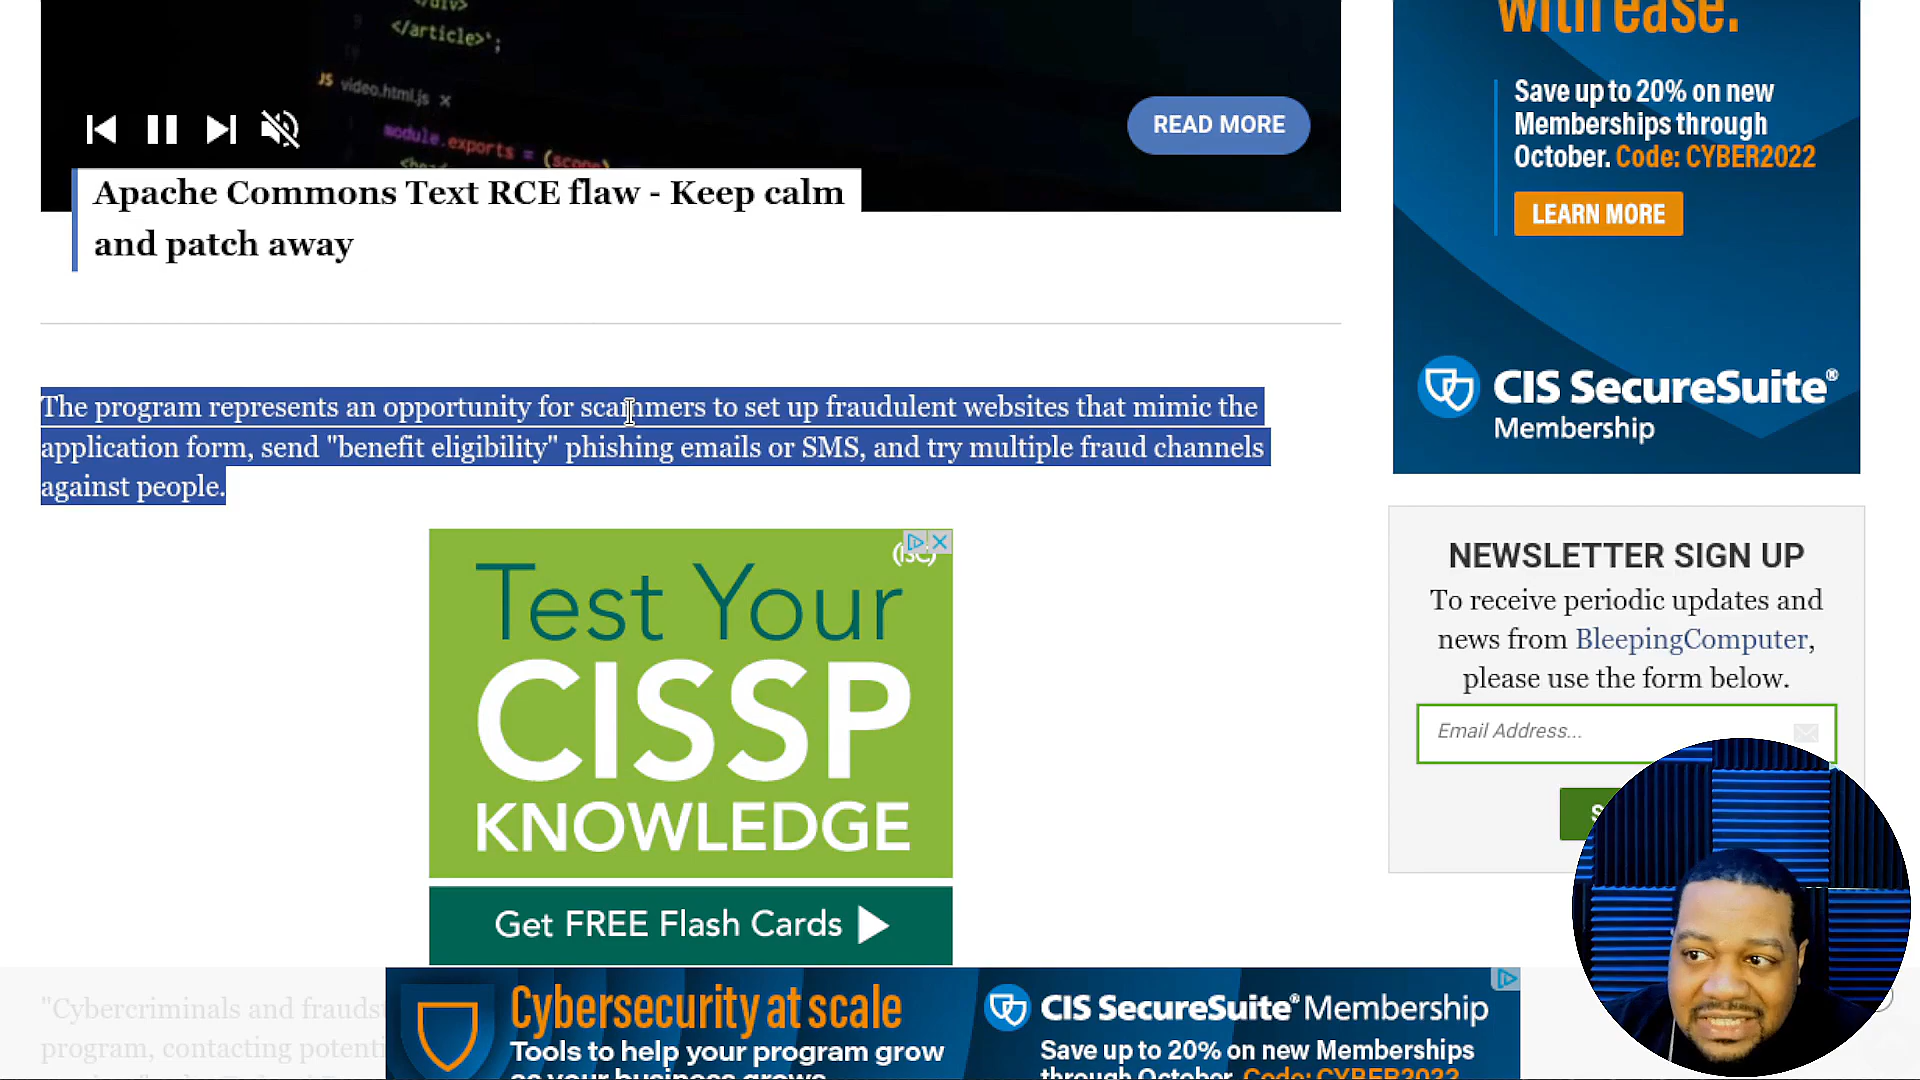 </div>
</article>`;
JS video.html.js ×
module.exports = (scope)
READ MORE
Apache Commons Text RCE flaw - Keep calm
and patch away
The program represents an opportunity for scammers to set up fraudulent websites that mimic the
application form, send "benefit eligibility" phishing emails or SMS, and try multiple fraud channels
against people.
Test Your
CISSP
KNOWLEDGE
Get FREE Flash Cards
"Cybercriminals and frauds
program, contacting potenti
Cybersecurity at scale
Tools to help your program grow
as your business grows.
CIS SecureSuite® Membership
Save up to 20% on new Memberships
through October. Code: CYBER2022
with ease.
Save up to 20% on new
Memberships through
October. Code: CYBER2022
LEARN MORE
CIS SecureSuite®
Membership
NEWSLETTER SIGN UP
To receive periodic updates and
news from BleepingComputer,
please use the form below.
Email Address...